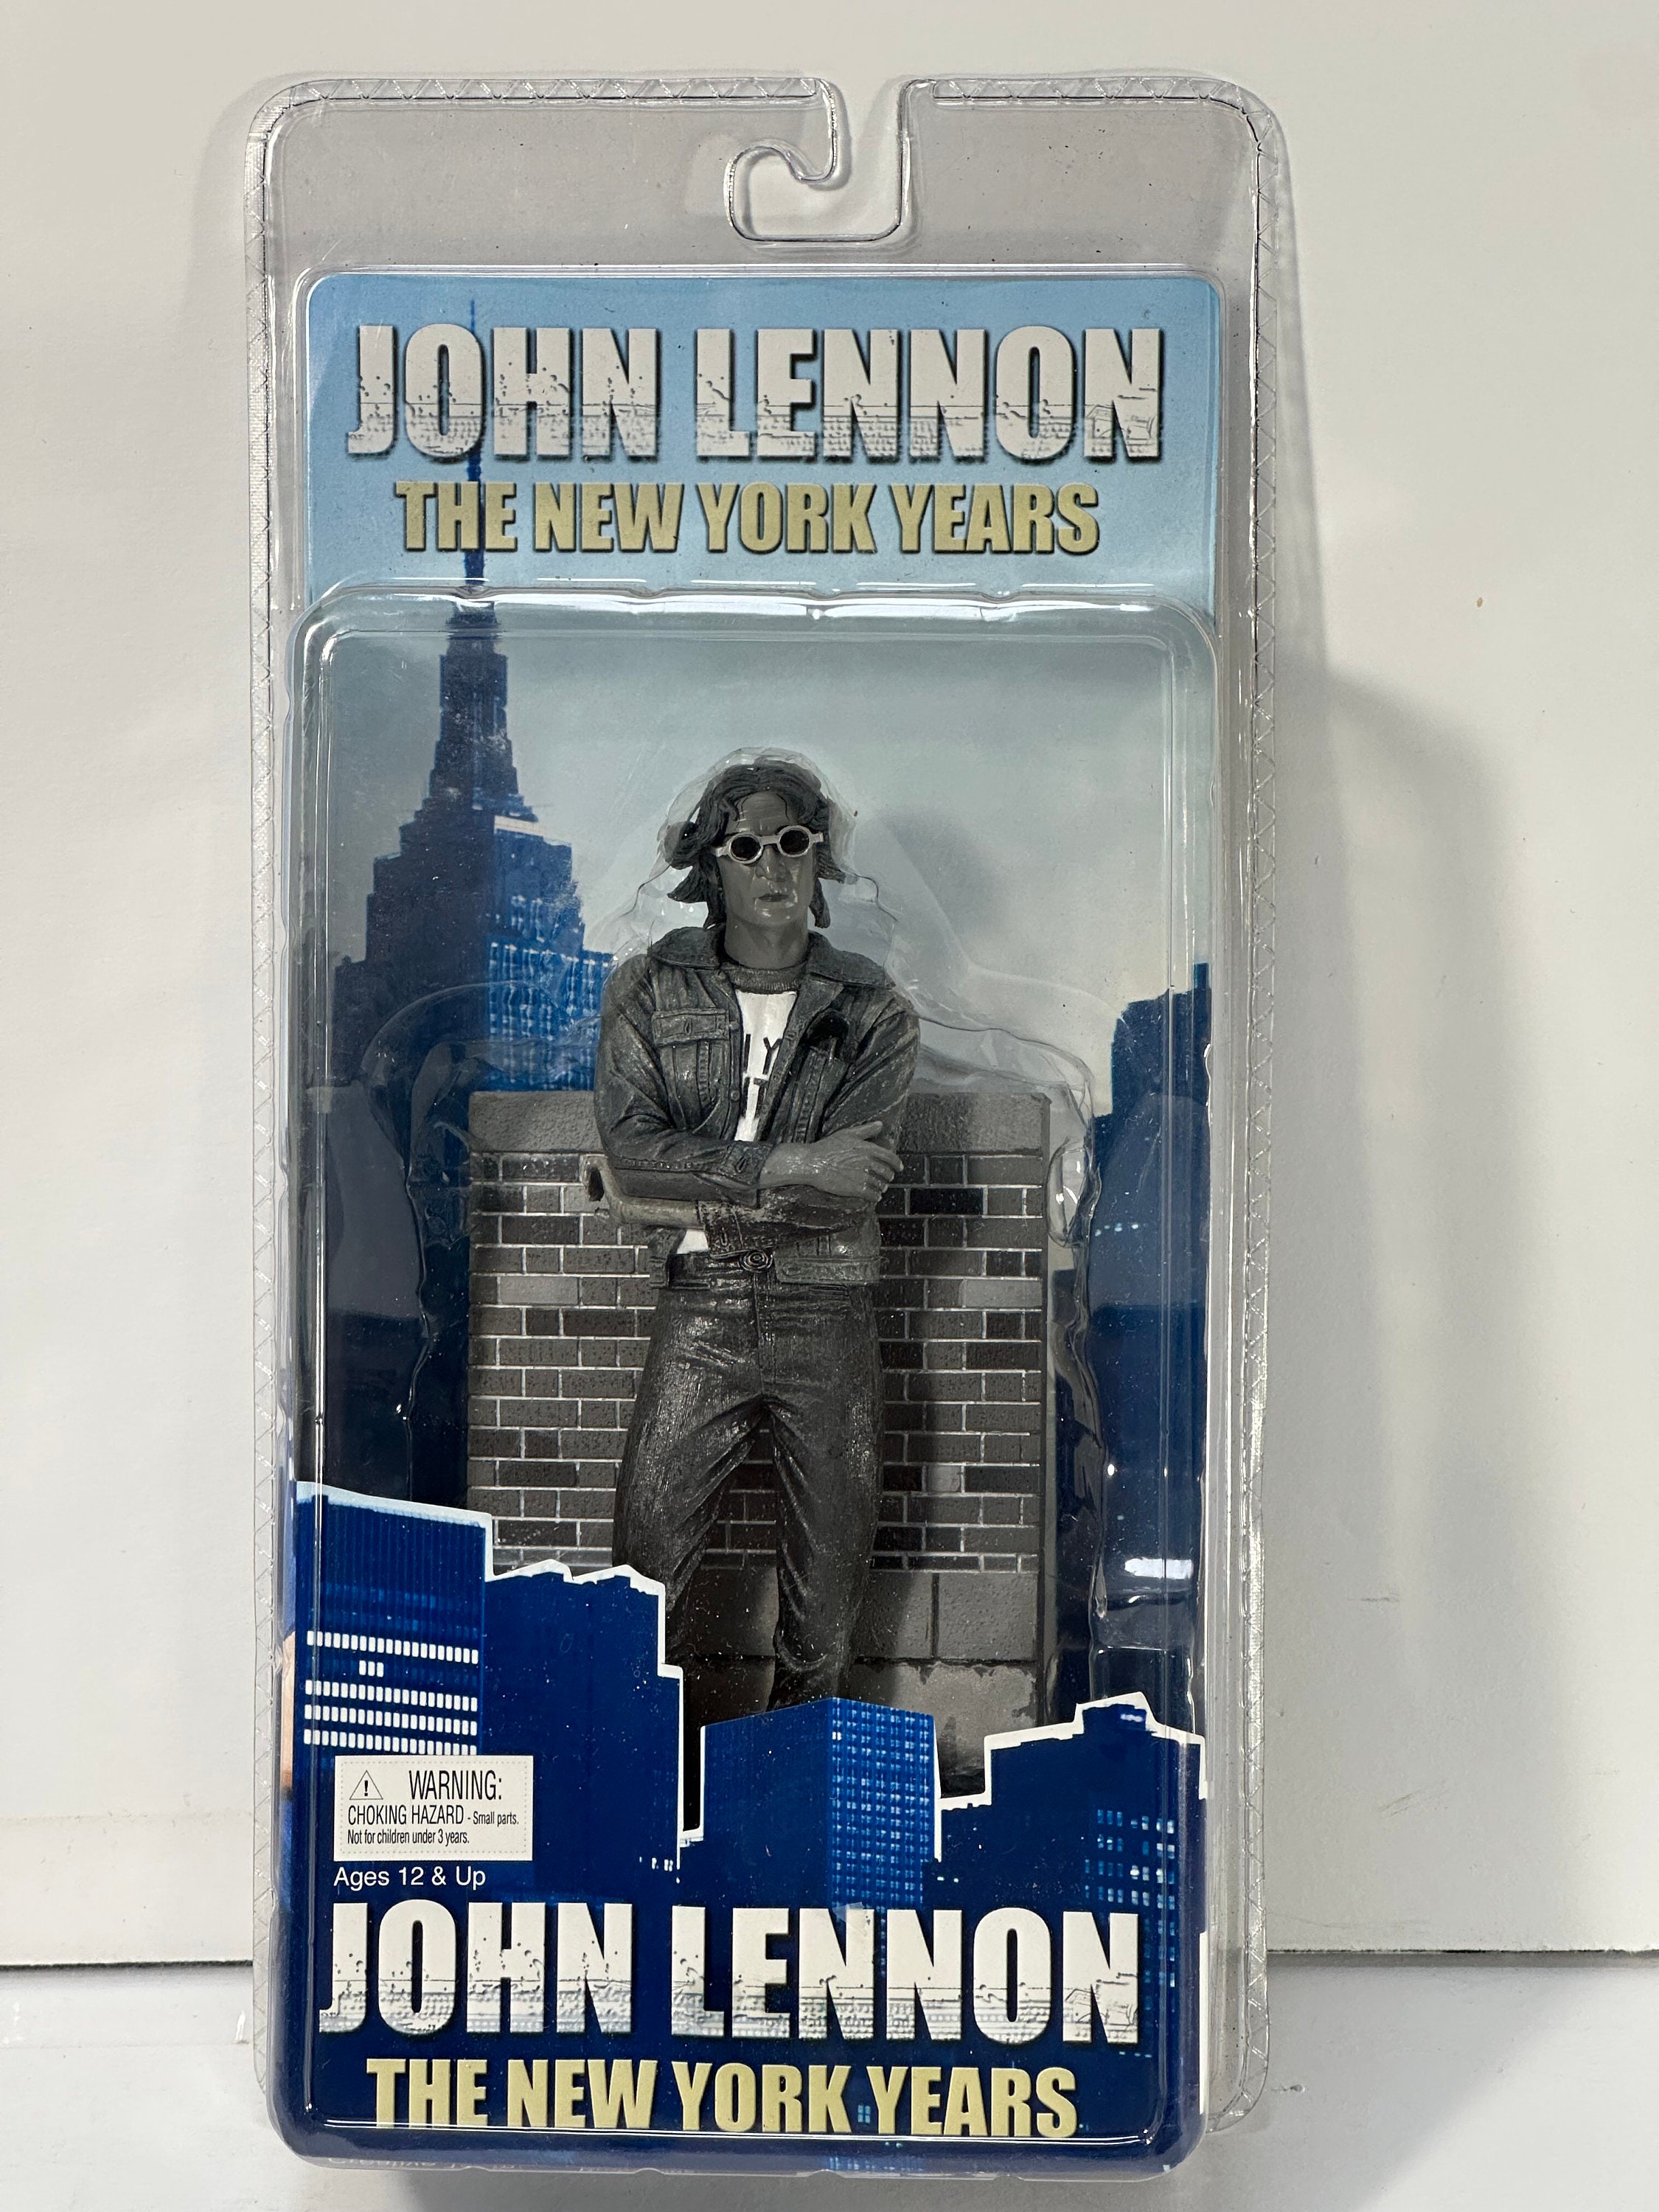 JOHN LENNON
THE NEW YORK YEARS
WARNING:
CHOKING HAZARD - Small parts.
Not for children under 3 years.
Ages 12 & Up
JOHN LENNON
THE NEW YORK YEARS